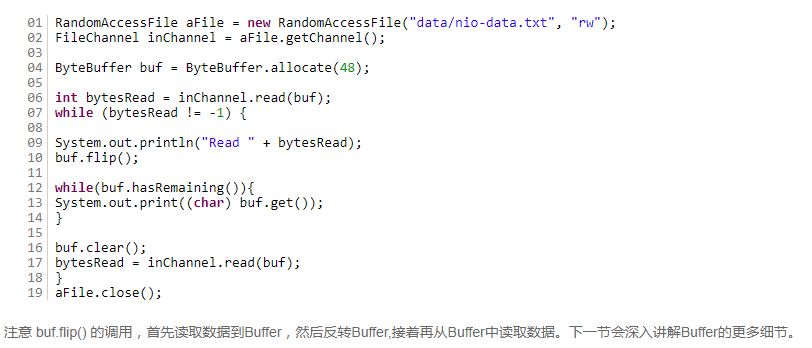 01 RandomAccessFile aFile = new RandomAccessFile("data/nio-data.txt", "rw");
02 FileChannel inChannel = aFile.getChannel();
03
04 ByteBuffer buf = ByteBuffer.allocate(48);
05
06 int bytesRead = inChannel.read(buf);
07 while (bytesRead != -1) {
08
09 System.out.println("Read " + bytesRead);
10 buf.flip();
11
12 while(buf.hasRemaining()){
13 System.out.print((char) buf.get());
14 }
15
16 buf.clear();
17 bytesRead = inChannel.read(buf);
18 }
19 aFile.close();
注意 buf.flip() 的调用，首先读取数据到Buffer，然后反转Buffer,接着再从Buffer中读取数据。下一节会深入讲解Buffer的更多细节。